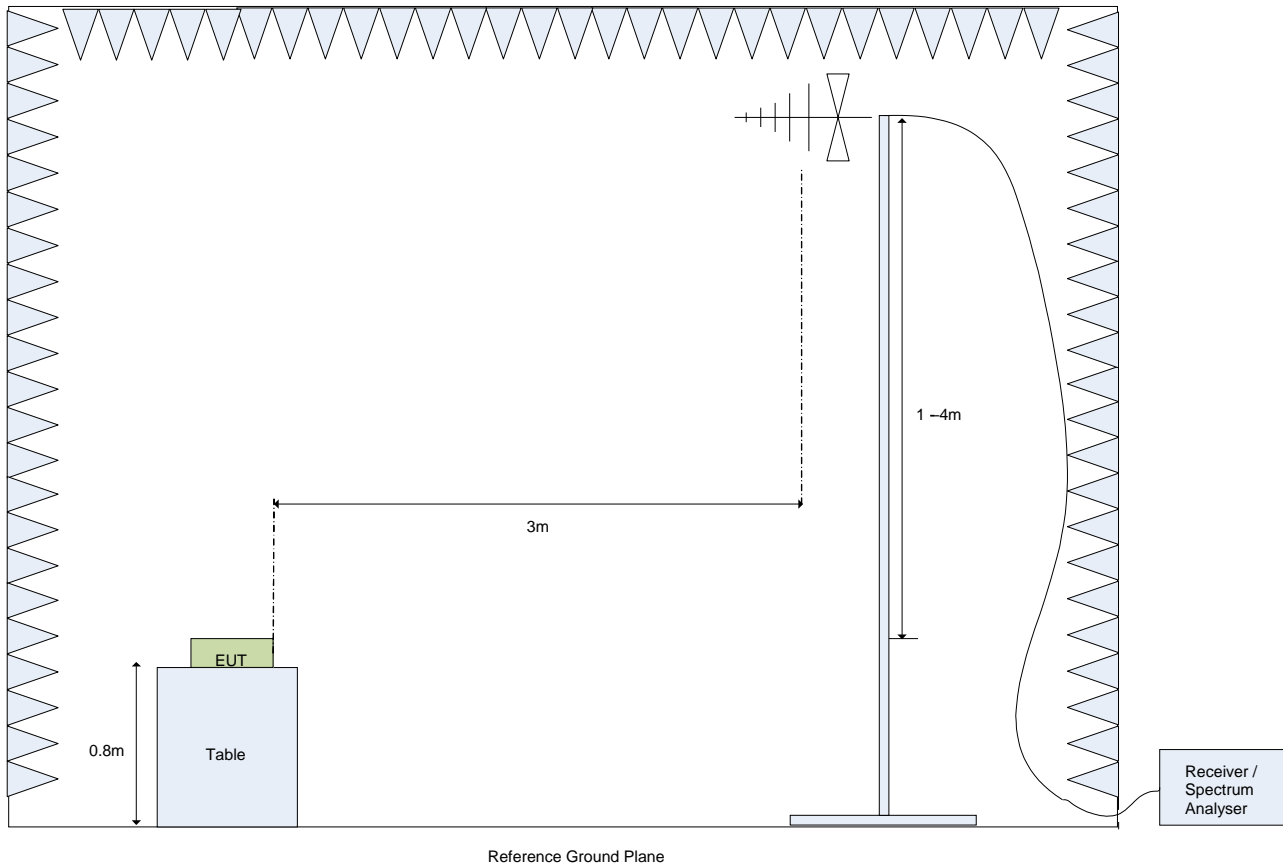 1 –4m
3m
EUT
0.8m
Table
Receiver /
Spectrum
Analyser
Reference Ground Plane